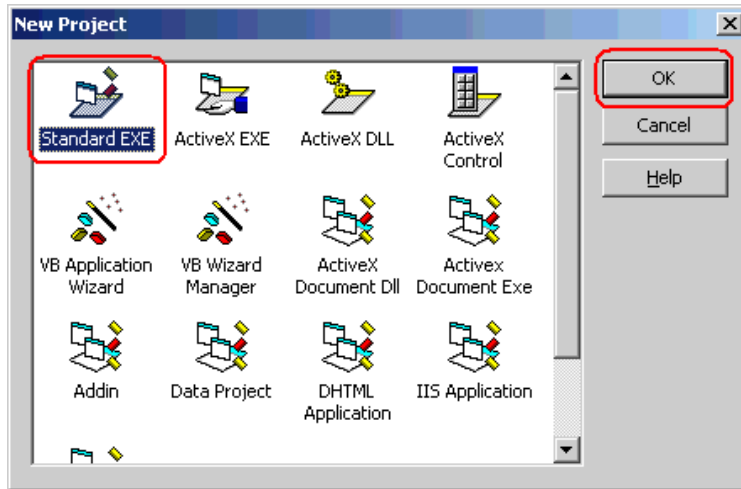 New Project
Standard EXE
ActiveX EXE
ActiveX DLL
ActiveX
Control
VB Application
Wizard
VB Wizard
Manager
ActiveX
Document Dll
Activex
Document Exe
Addin
Data Project
DHTML
Application
IIS Application
OK
Cancel
Help